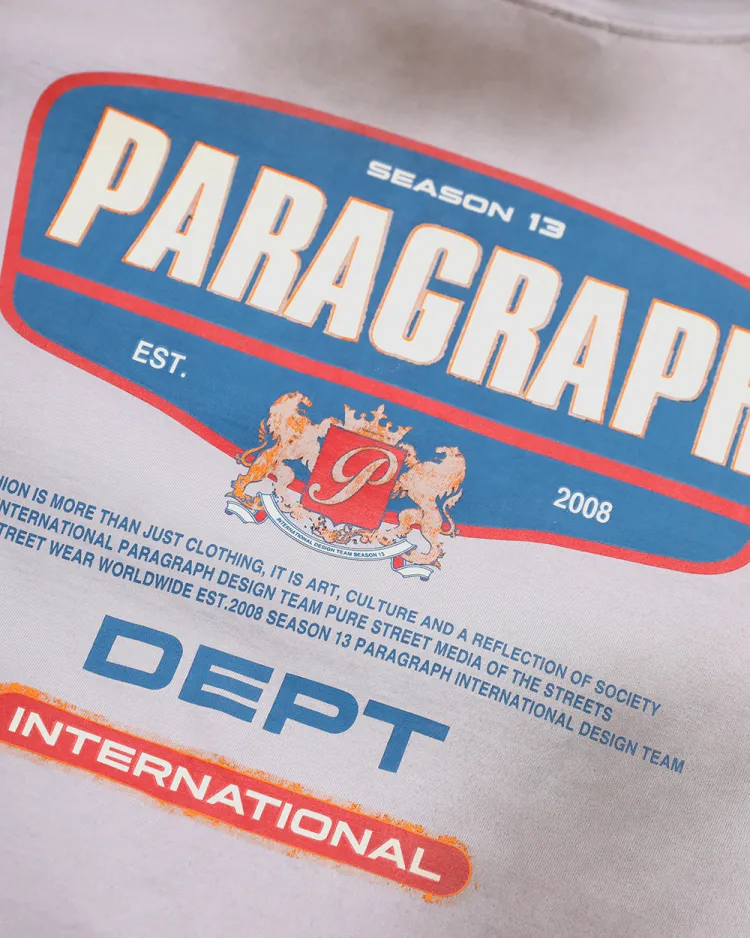 SEASON 13
PARAGRAPH
EST.
2008
P
INTERNATIONAL DESIGN TEAM SEASON 13
IS MORE THAN JUST CLOTHING, IT IS ART, CULTURE AND A REFLECTION OF SOCIETY
INTERNATIONAL PARAGRAPH DESIGN TEAM PURE STREET MEDIA OF THE STREETS
STREET WEAR WORLDWIDE EST.2008 SEASON 13 PARAGRAPH INTERNATIONAL DESIGN TEAM
DEPT
INTERNATIONAL